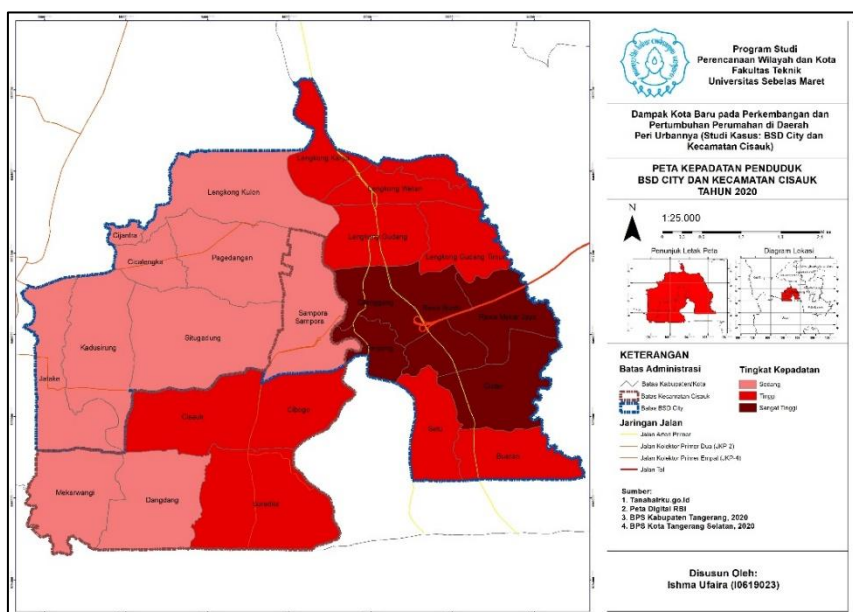 Program Studi
Perencanaan Wilayah dan Kota
Fakultas Teknik
Universitas Sebelas Maret
Dampak Kota Baru pada Perkembangan dan
Pertumbuhan Perumahan di Daerah
Peri Urbannya (Studi Kasus: BSD City dan
Kecamatan Cisauk)
PETA KEPADATAN PENDUDUK
BSD CITY DAN KECAMATAN CISAUK
TAHUN 2020
N
1:25.000
Penunjuk Letak Peta
Diagram Lokasi
KETERANGAN
Batas Administrasi
Batas Kabupaten/Kota
Batas Kecamatan Cisauk
Batas BSD City
Tingkat Kepadatan
Sedang
Tinggi
Sangat Tinggi
Jaringan Jalan
Jalan Arteri Primer
Jalan Kolektor Primer Dua (JKP-2)
Jalan Kolektor Primer Empat (JKP-4)
Jalan Tol
Sumber:
1. Tanahairku.go.id
2. Peta Digital RBI
3. BPS Kabupaten Tangerang, 2020
4. BPS Kota Tangerang Selatan, 2020
Disusun Oleh:
Ishma Ufaira (I0619023)
Lengkong Karya
Lengkong Kulon
Lengkong Wetan
Cijantra
Cicalengka
Pagedangan
Lengkong Gudang
Lengkong Gudang Timur
Sampora
Sampora
Kadusirung
Situgadung
Jatake
Cisauk
Cibogo
Setu
Buaran
Mekarwangi
Dangdang
Suradita